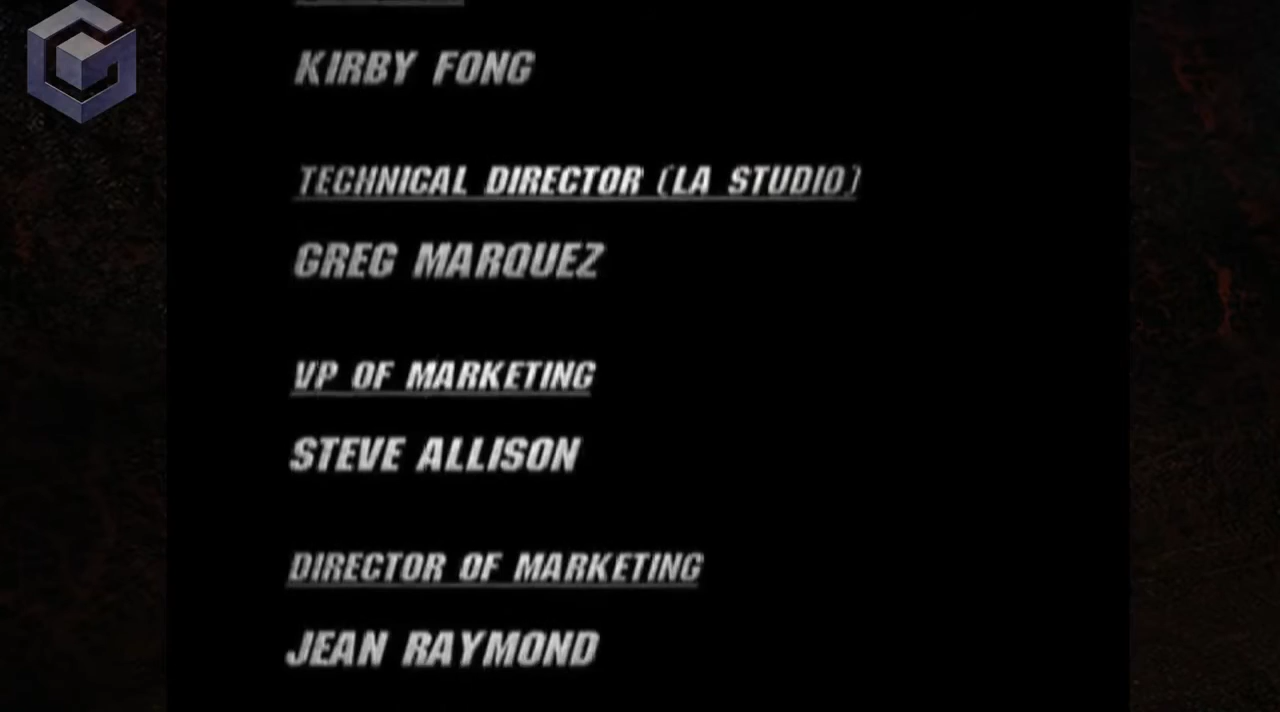 KIRBY FONG
TECHNICAL DIRECTOR (LA STUDIO)
GREG MARQUEZ
VP OF MARKETING
STEVE ALLISON
DIRECTOR OF MARKETING
JEAN RAYMOND